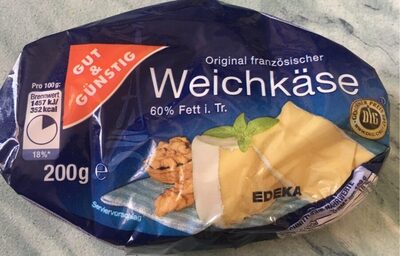 GUT
&
GÜNSTIG
Original französischer
Weichkäse
60% Fett i. Tr.
Pro 100g:
Brennwert
1457 kJ/
352 kcal
18%*
200g e
DLG
EDEKA
Serviervorschlag